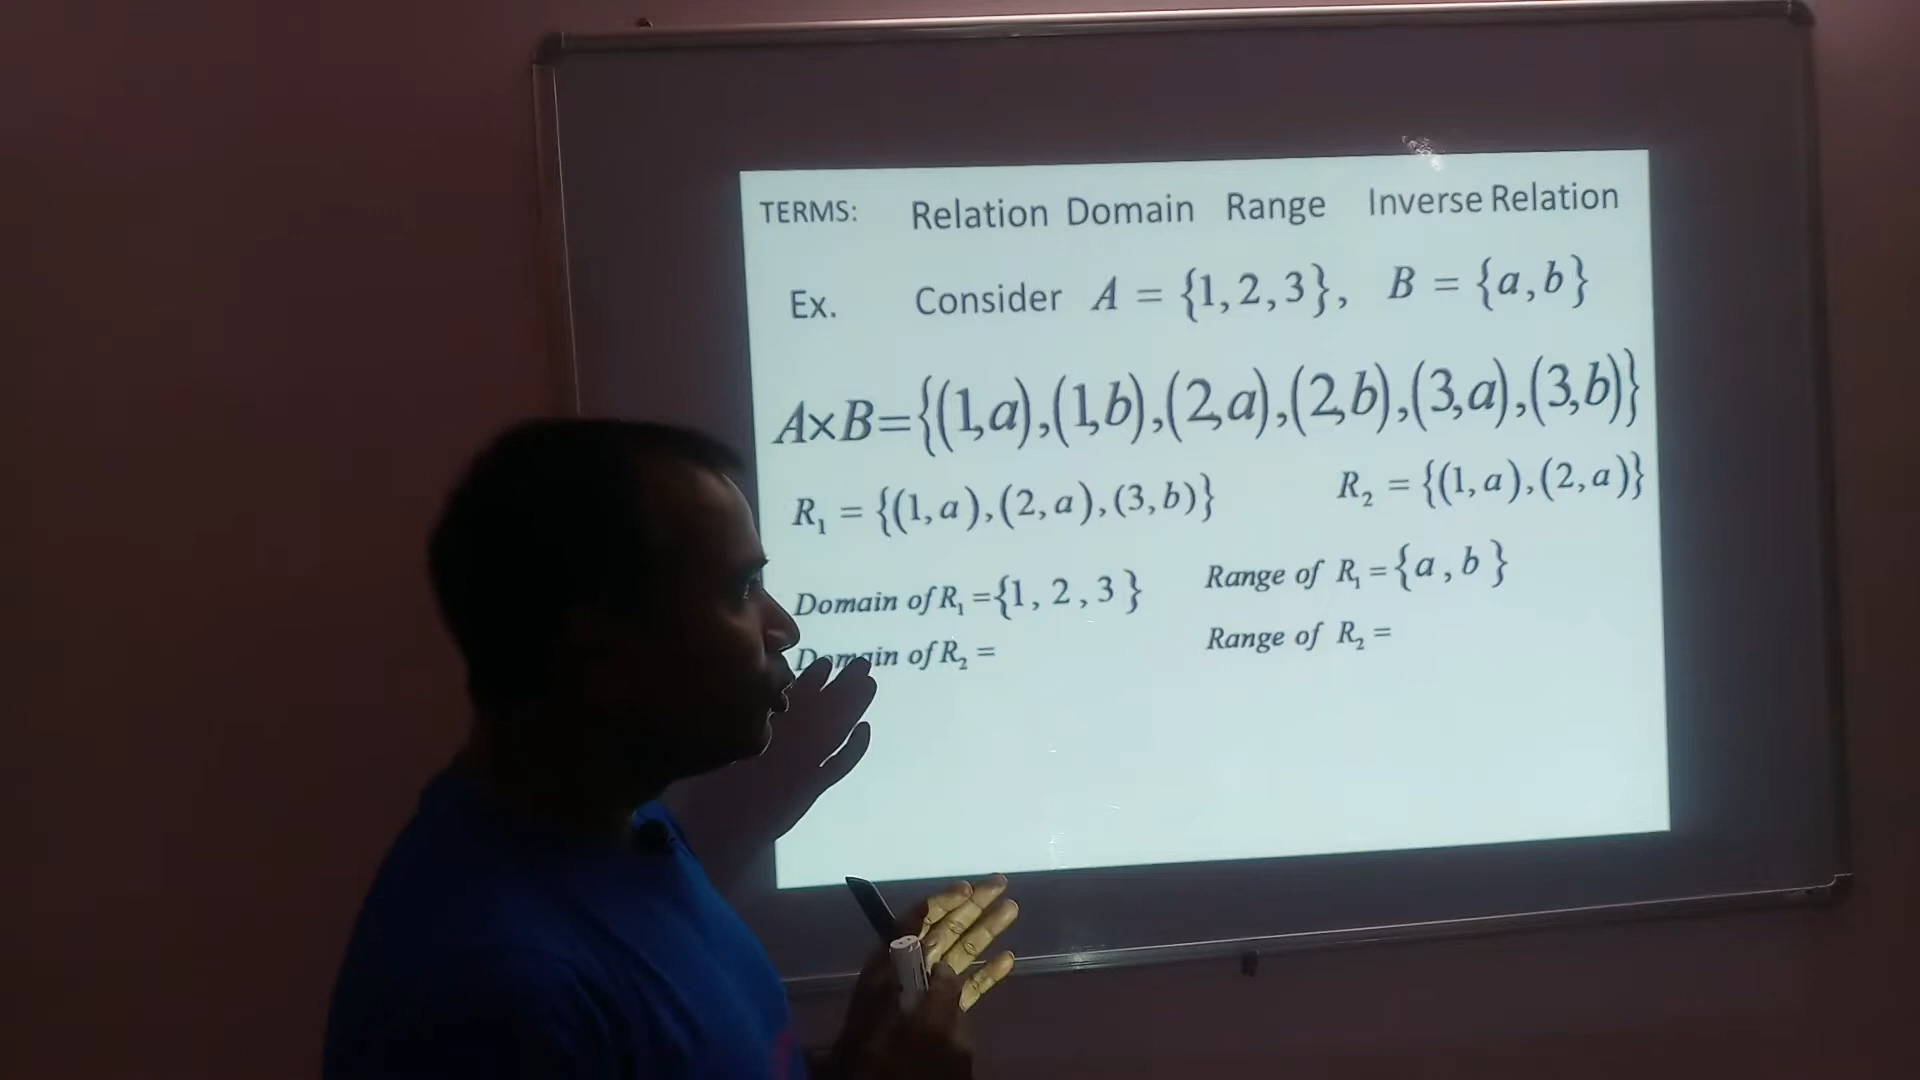 TERMS: Relation Domain Range Inverse Relation
Ex. Consider A = {1, 2, 3}, B = {a, b}
A×B={(1,a),(1,b),(2,a),(2,b),(3,a),(3,b)}
R₁ = {(1, a), (2, a), (3, b)} R₂ = {(1, a), (2, a)}
Domain of R₁ ={1, 2, 3} Range of R₁ = {a, b}
Domain of R₂ = Range of R₂ =